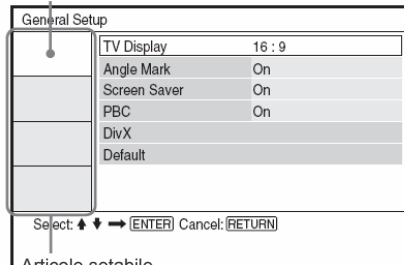 General Setup
TV Display 16 : 9
Angle Mark On
Screen Saver On
PBC On
DivX
Default
Select: ↑ ↓ → ENTER Cancel: RETURN
Articole setabile